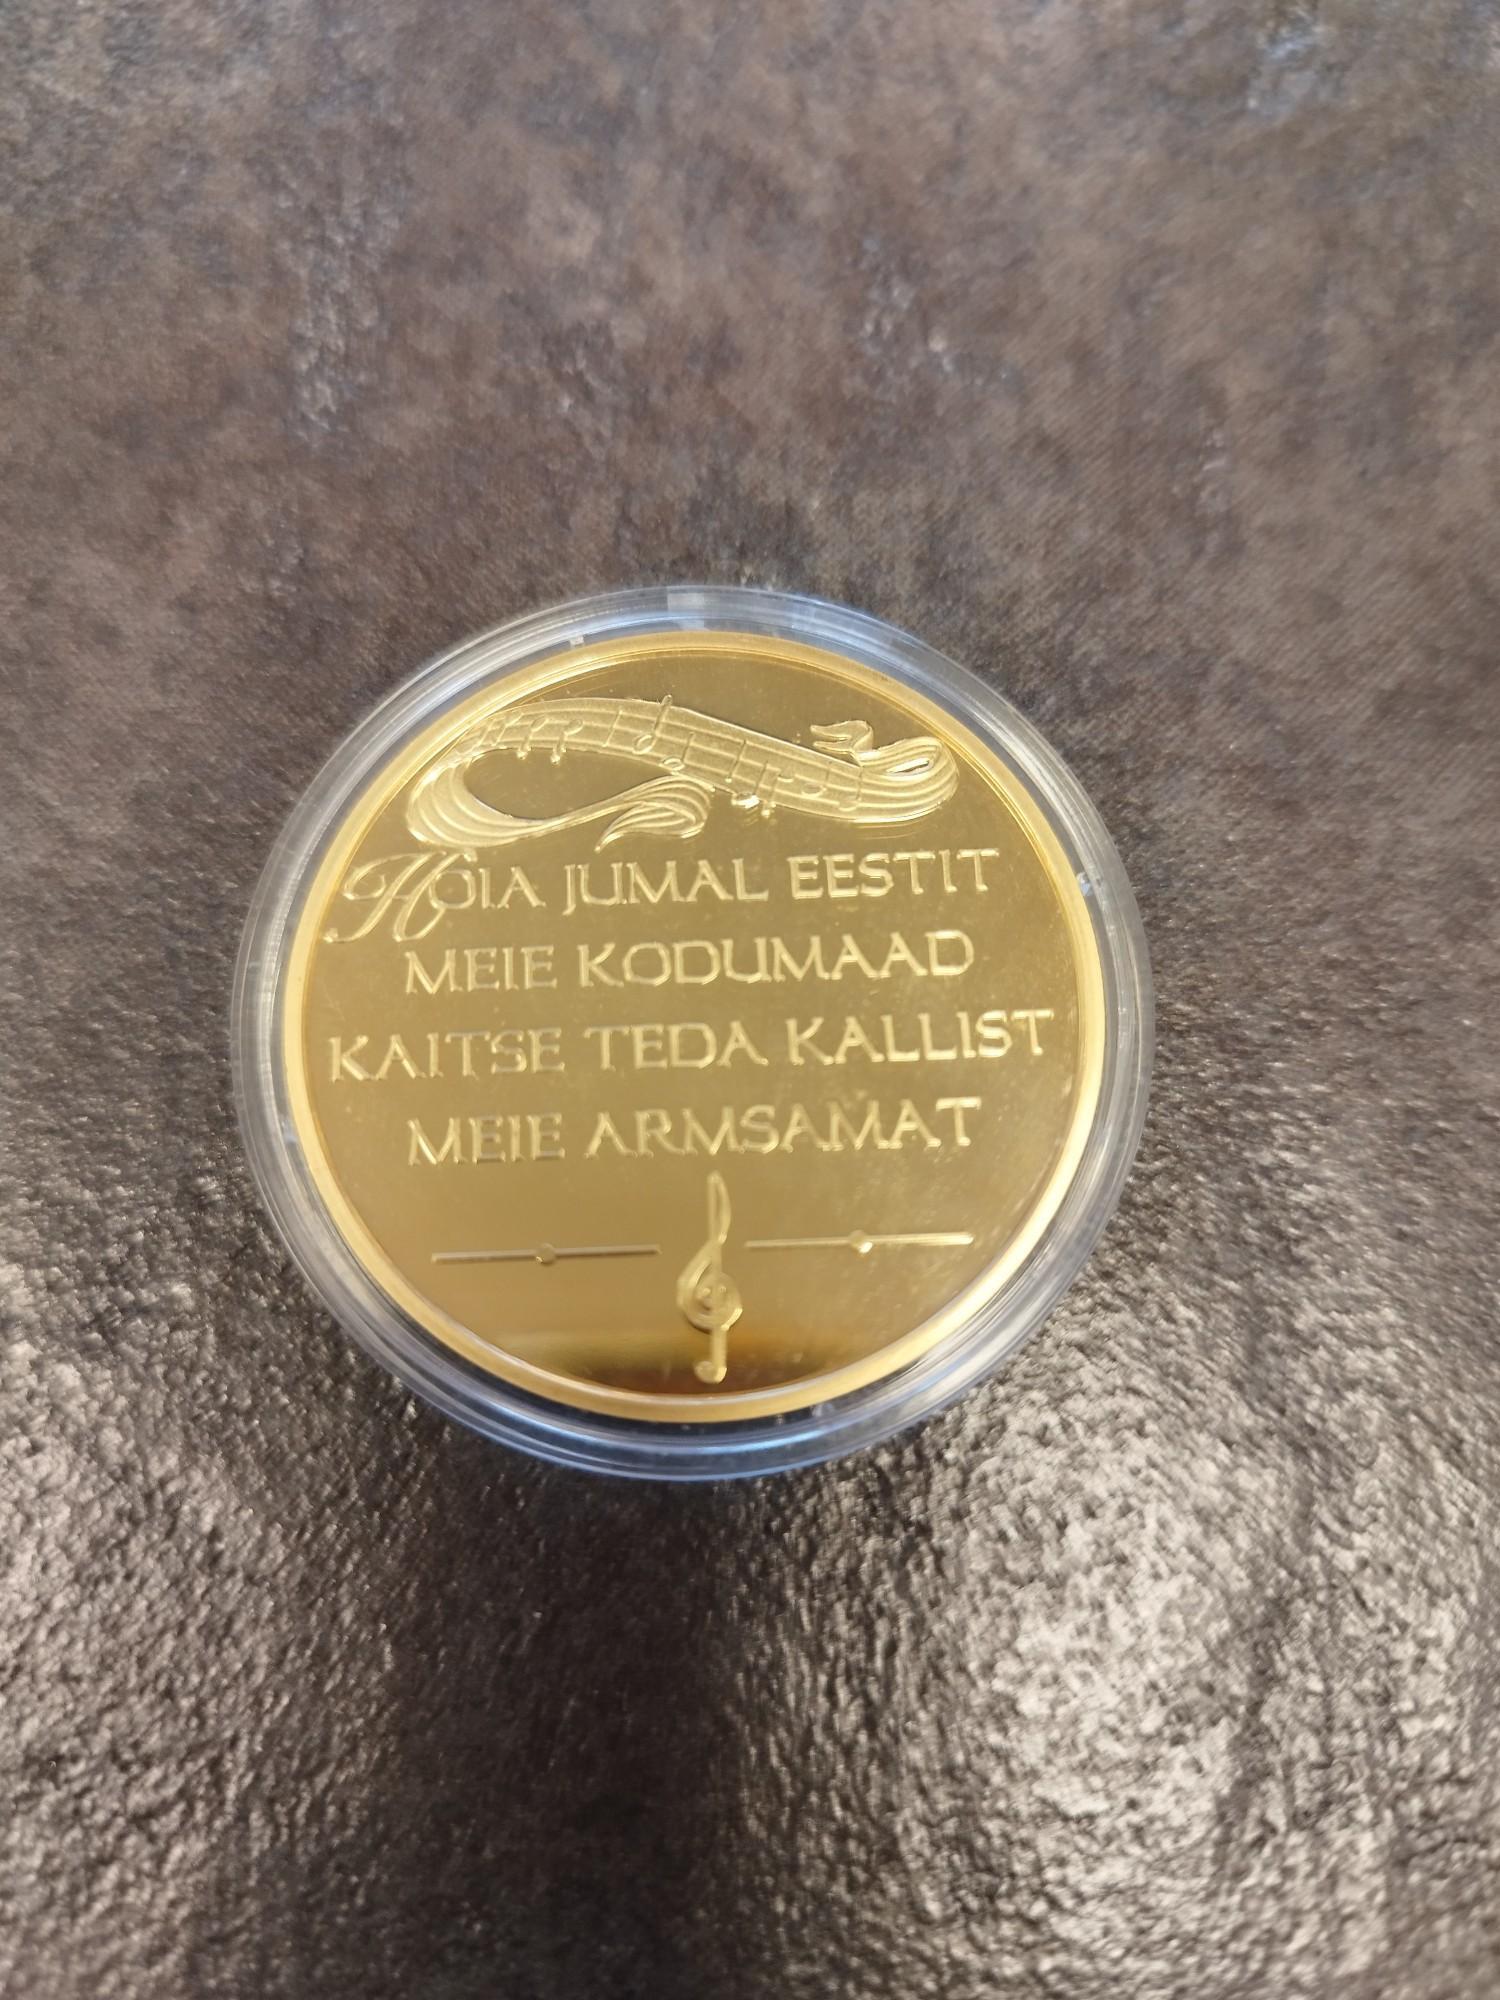 HOIA JUMAL EESTIT
MEIE KODUMAAD
KAITSE TEDA KALLIST
MEIE ARMSAMAT